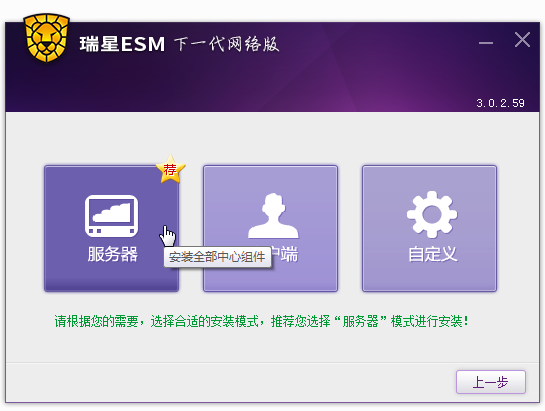 瑞星ESM 下一代网络版
3.0.2.59
荐
服务器
户端
自定义
安装全部中心组件
请根据您的需要，选择合适的安装模式，推荐您选择“服务器”模式进行安装！
上一步